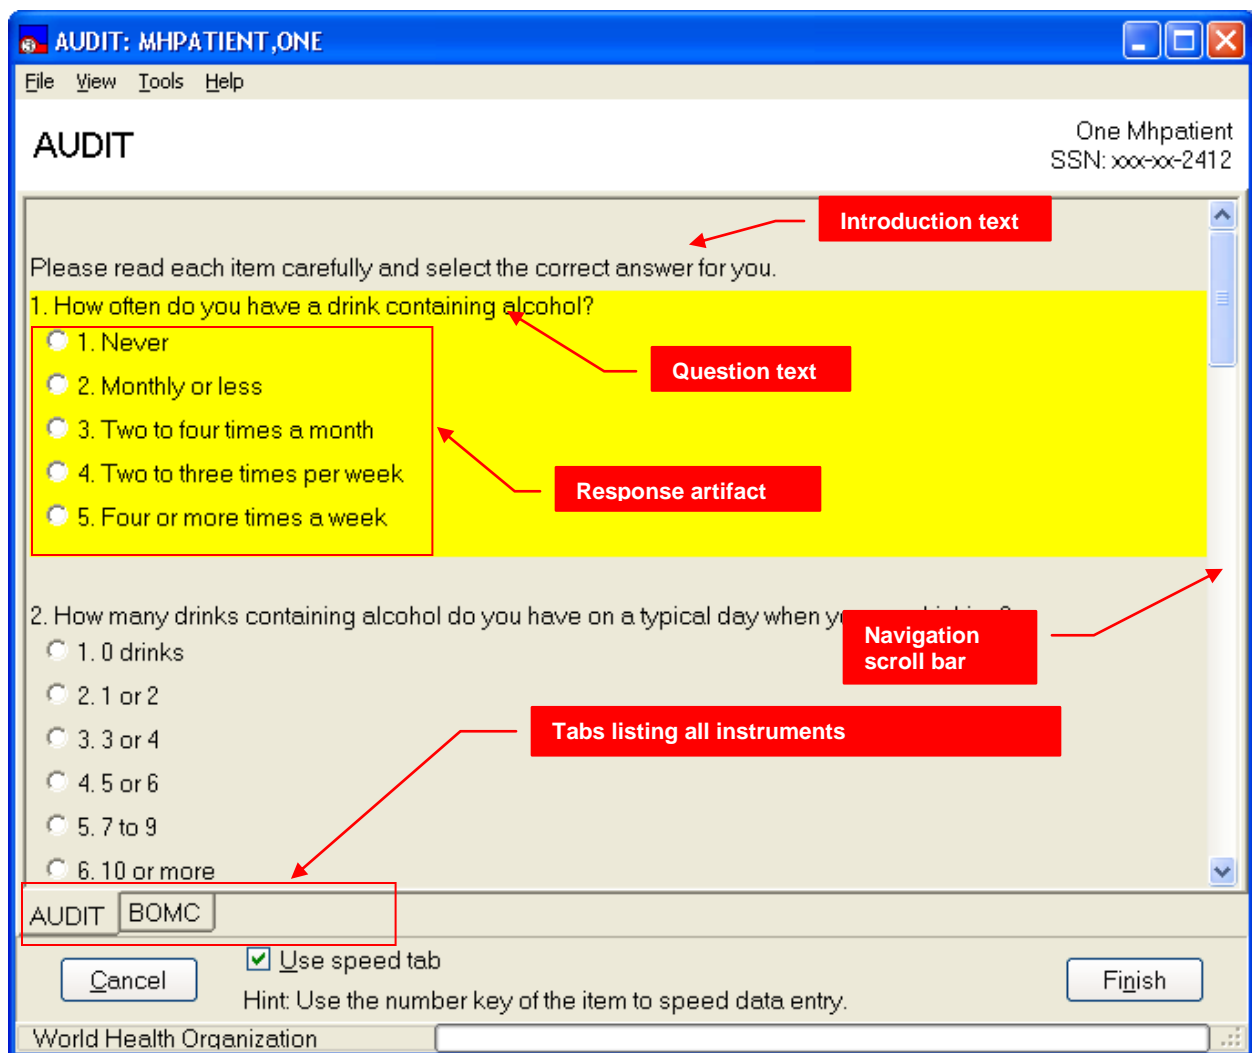 AUDIT: MHPATIENT,ONE
File View Tools Help
AUDIT
One Mhpatient
SSN: xxx-xx-2412
Introduction text
Please read each item carefully and select the correct answer for you.
1. How often do you have a drink containing alcohol?
1. Never
Question text
2. Monthly or less
3. Two to four times a month
4. Two to three times per week
Response artifact
5. Four or more times a week
2. How many drinks containing alcohol do you have on a typical day when
Navigation
scroll bar
1. 0 drinks
2. 1 or 2
Tabs listing all instruments
3. 3 or 4
4. 5 or 6
5. 7 to 9
6. 10 or more
AUDIT BOMC
Use speed tab
Cancel
Finish
Hint: Use the number key of the item to speed data entry.
World Health Organization